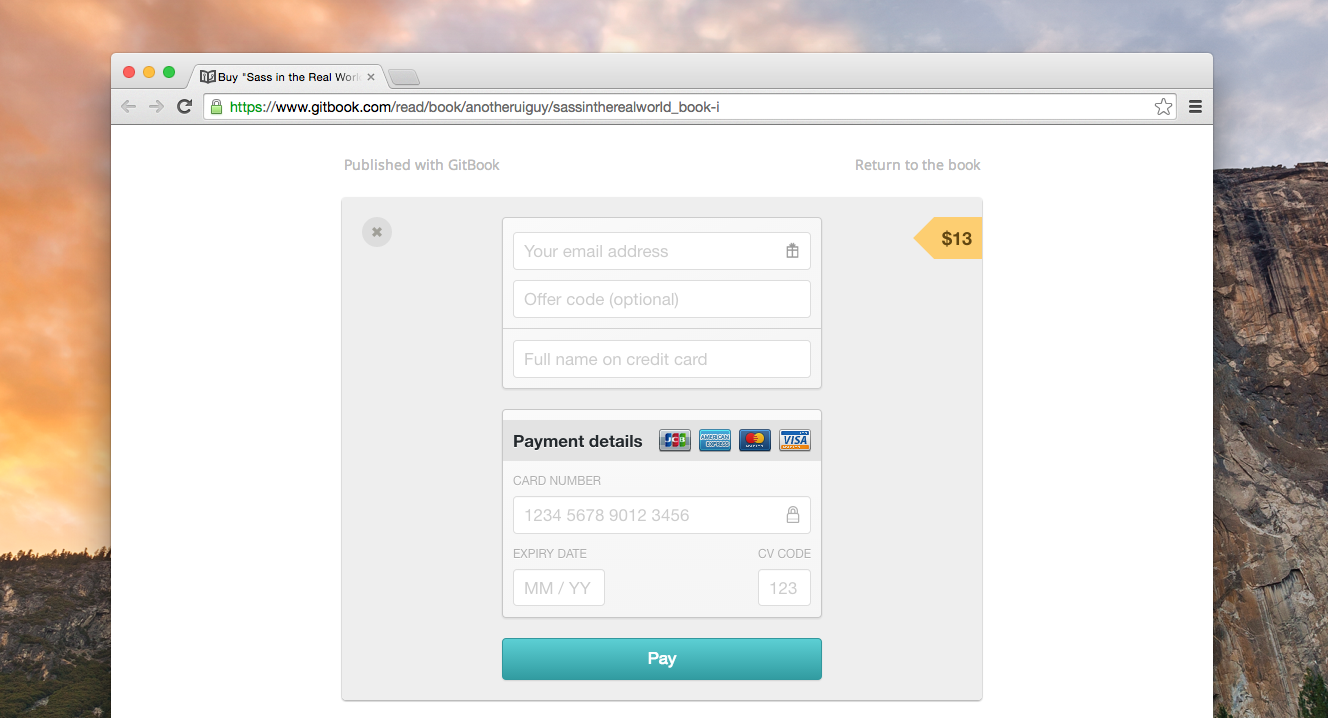 Buy "Sass in the Real Worl
https://www.gitbook.com/read/book/anotheruiguy/sassintherealworld_book-i
Published with GitBook
Return to the book
$13
Your email address
Offer code (optional)
Full name on credit card
Payment details
JCB
AMERICAN EXPRESS
VISA
CARD NUMBER
1234 5678 9012 3456
EXPIRY DATE
CV CODE
MM / YY
123
Pay